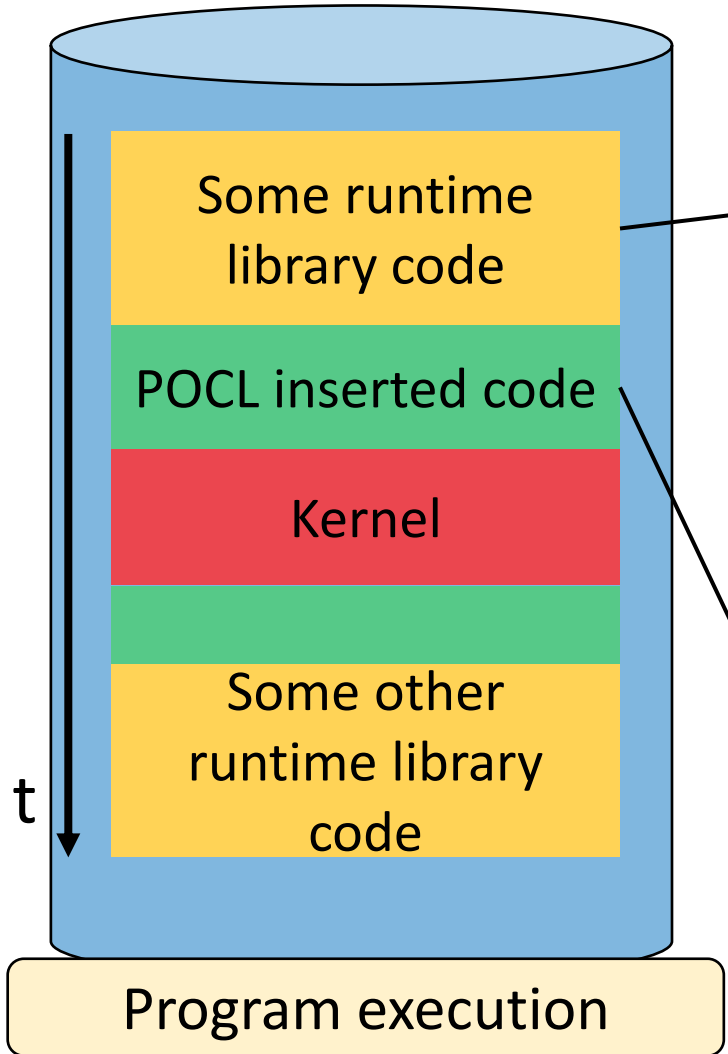 Some runtime
library code
POCL inserted code
Kernel
Some other
runtime library
code
t
Program execution